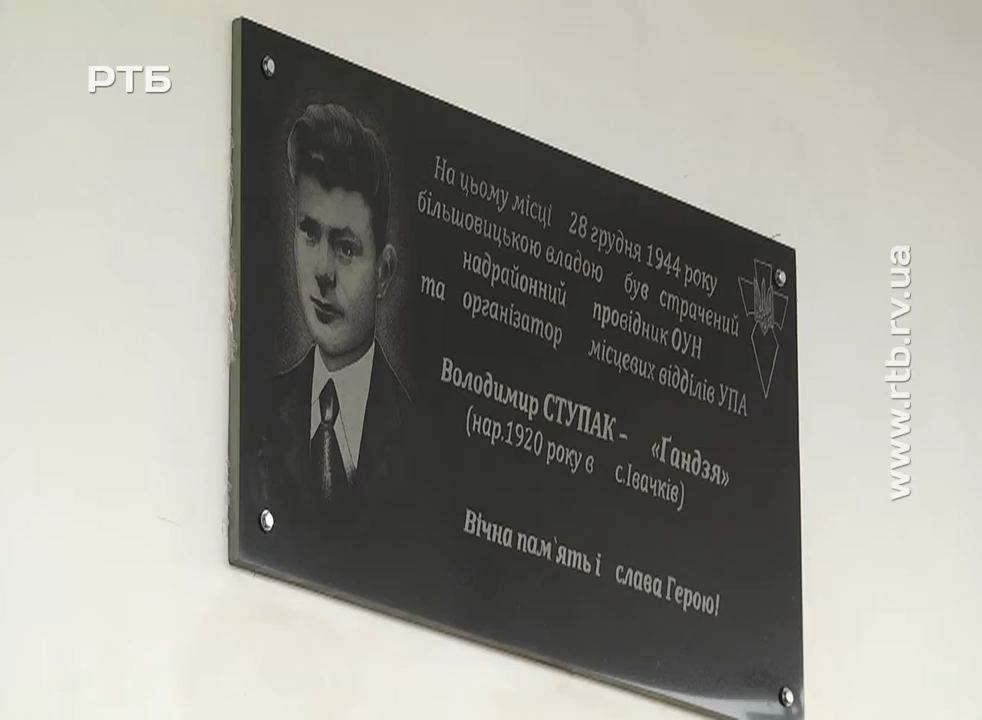 РТБ
На цьому місці 28 грудня 1944 року
більшовицькою владою був страчений
надрайонний провідник ОУН
та організатор місцевих відділів УПА
Володимир СТУПАК – «Ґандзя»
(нар.1920 року в с.Івачків)
Вічна пам`ять і слава Герою!
www.rtb.rv.ua